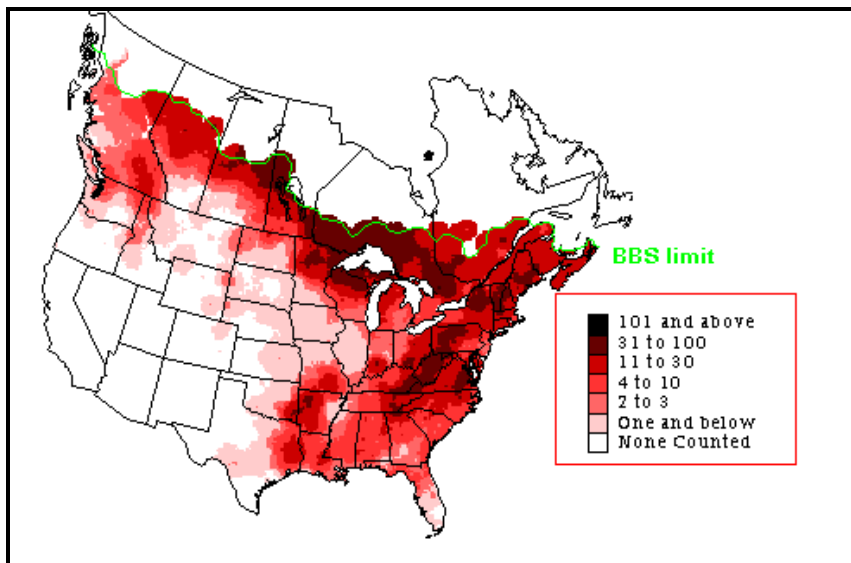 BBS limit
101 and above
31 to 100
11 to 30
4 to 10
2 to 3
One and below
None Counted